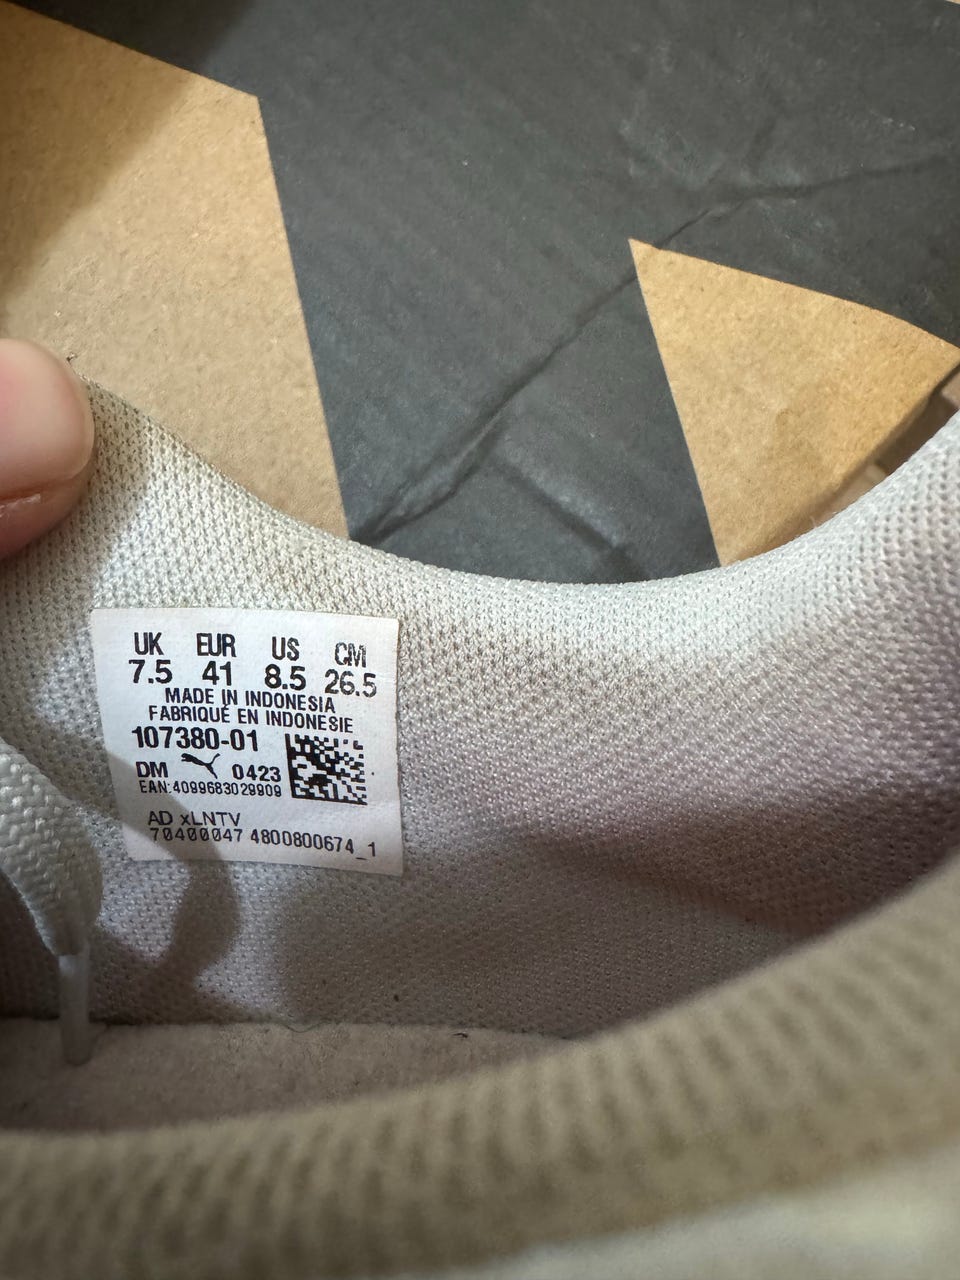 UK EUR US CM
7.5 41 8.5 26.5
MADE IN INDONESIA
FABRIQUÉ EN INDONESIE
107380-01
DM 0423
EAN:4099683029909
AD xLNTV
70400047 4800800674_1